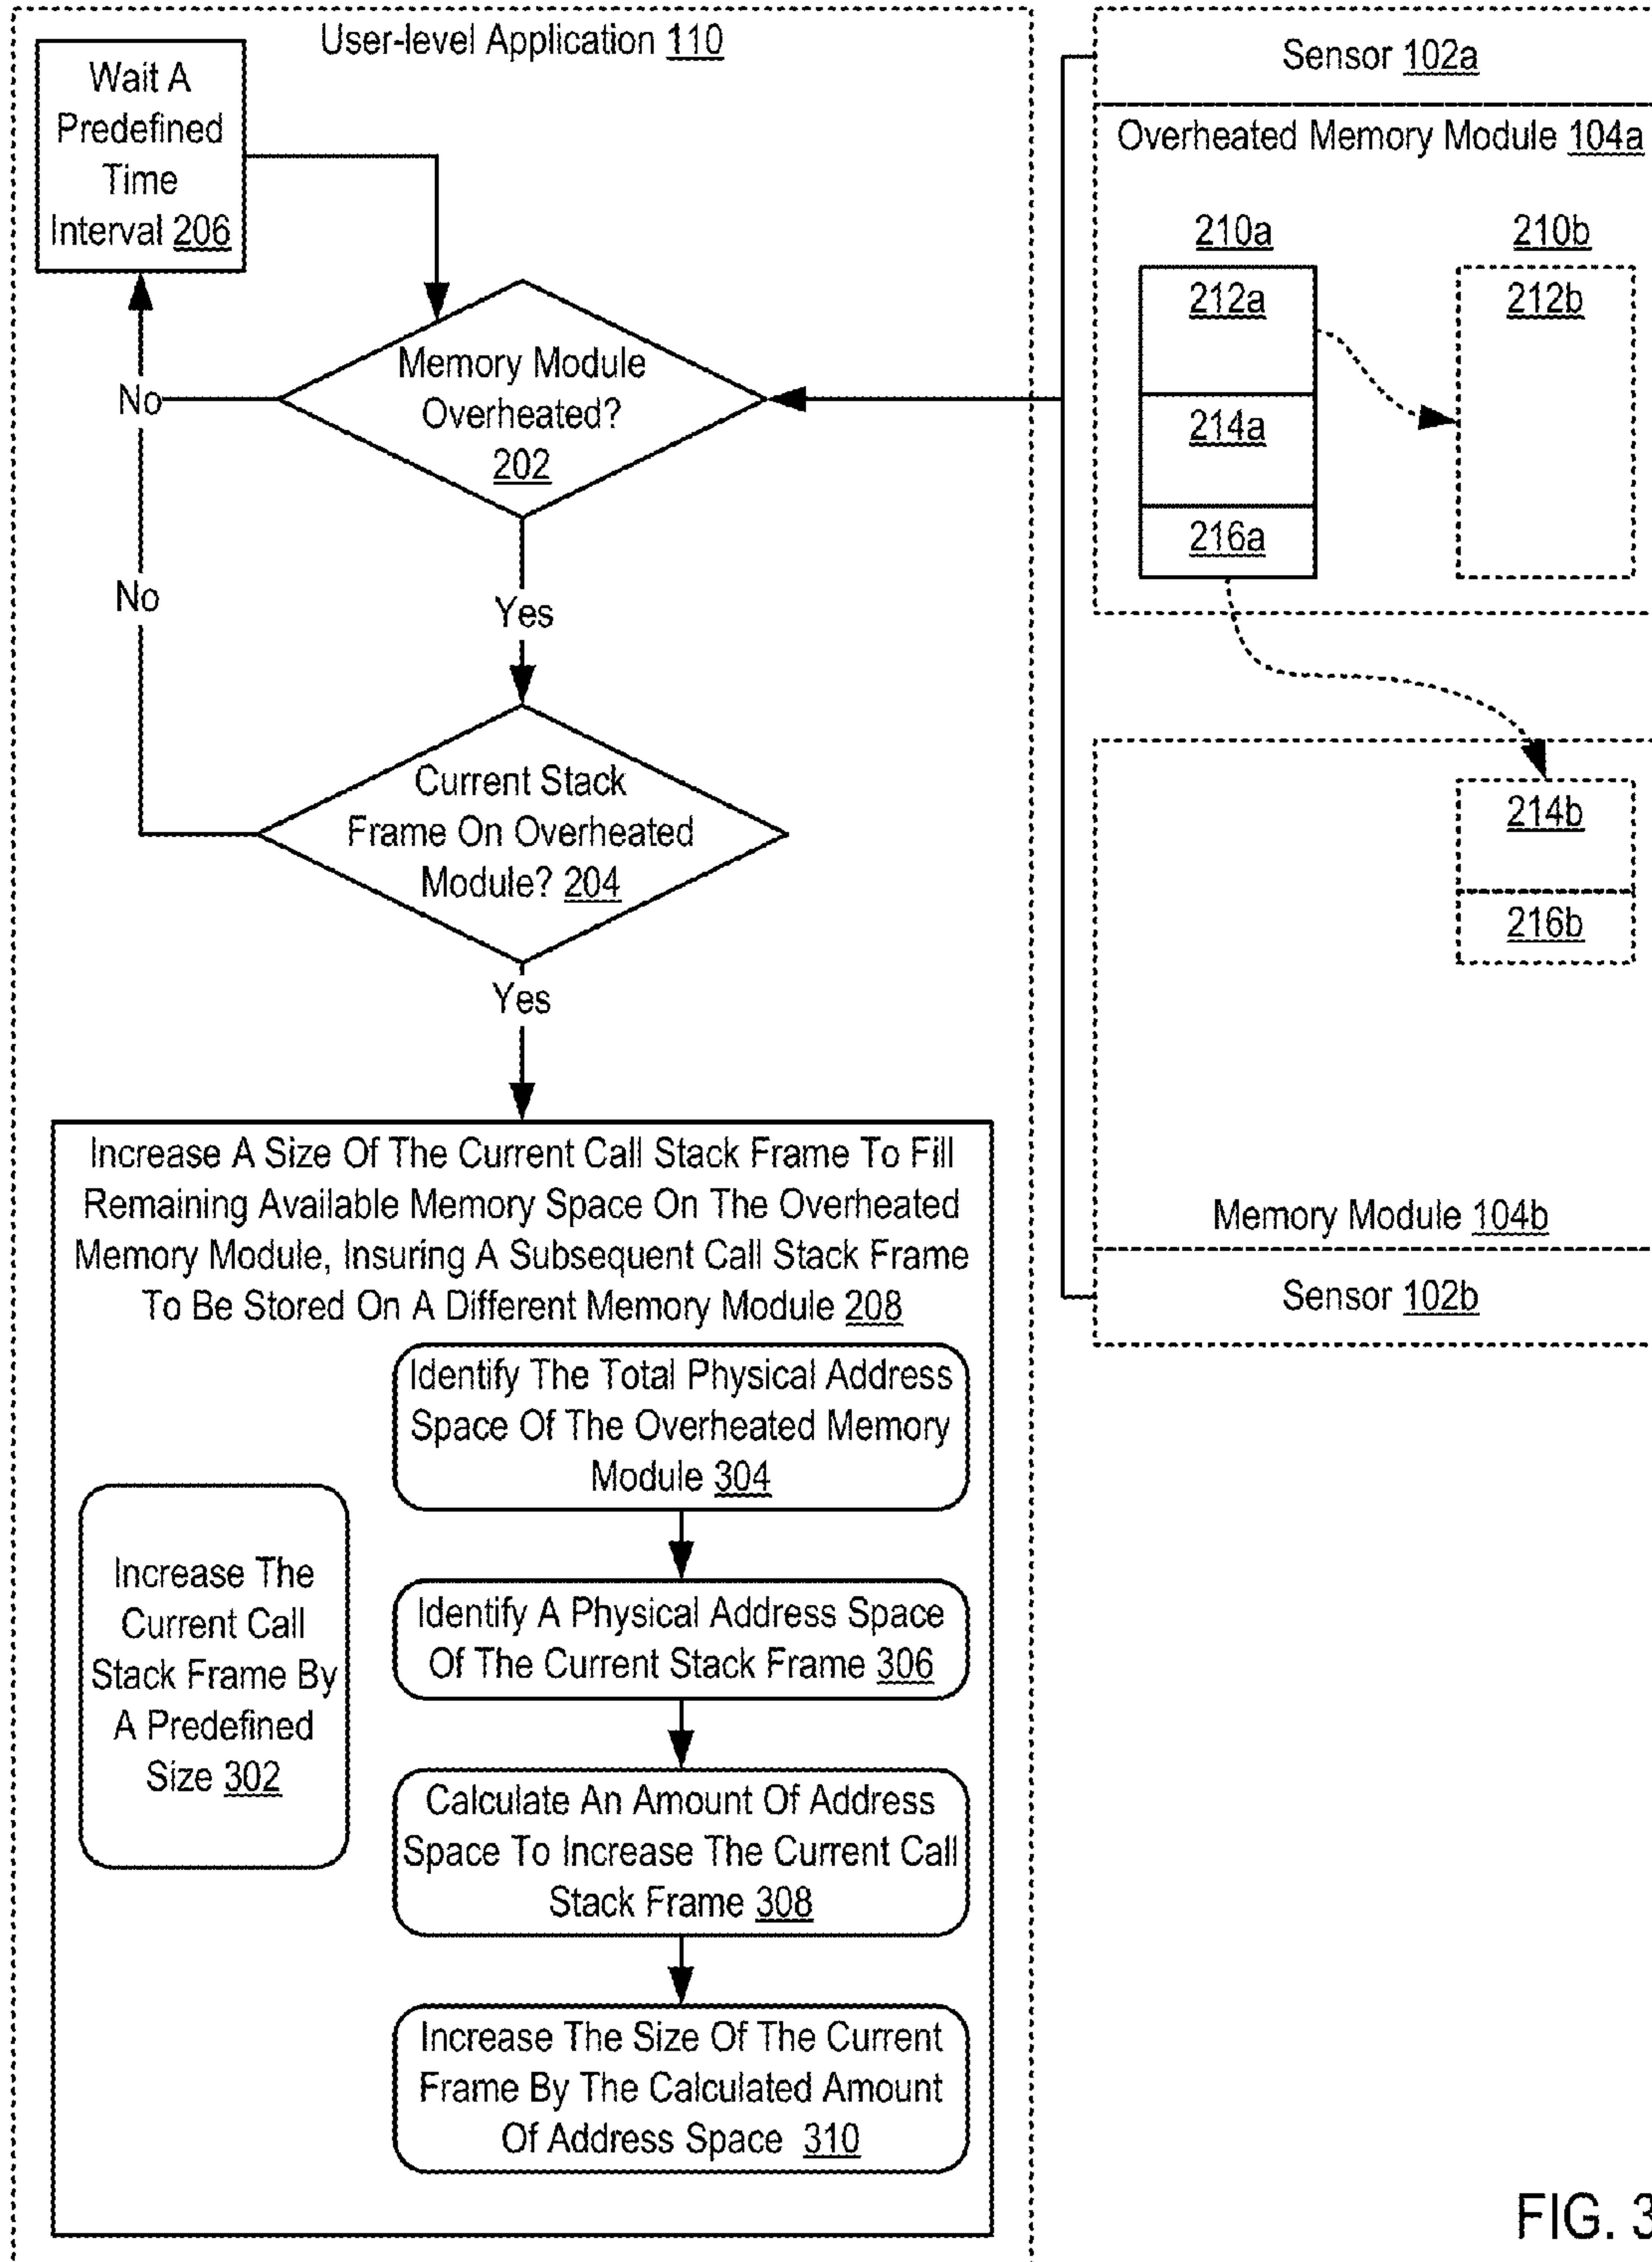 User-level Application 110
Wait A
Predefined
Time
Interval 206
Memory Module
Overheated?
202
No
No
Yes
Current Stack
Frame On Overheated
Module? 204
Yes
Increase A Size Of The Current Call Stack Frame To Fill
Remaining Available Memory Space On The Overheated
Memory Module, Insuring A Subsequent Call Stack Frame
To Be Stored On A Different Memory Module 208
Increase The
Current Call
Stack Frame By
A Predefined
Size 302
Identify The Total Physical Address
Space Of The Overheated Memory
Module 304
Identify A Physical Address Space
Of The Current Stack Frame 306
Calculate An Amount Of Address
Space To Increase The Current Call
Stack Frame 308
Increase The Size Of The Current
Frame By The Calculated Amount
Of Address Space 310
Sensor 102a
Overheated Memory Module 104a
210a
212a
214a
216a
210b
212b
214b
216b
Memory Module 104b
Sensor 102b
FIG. 3